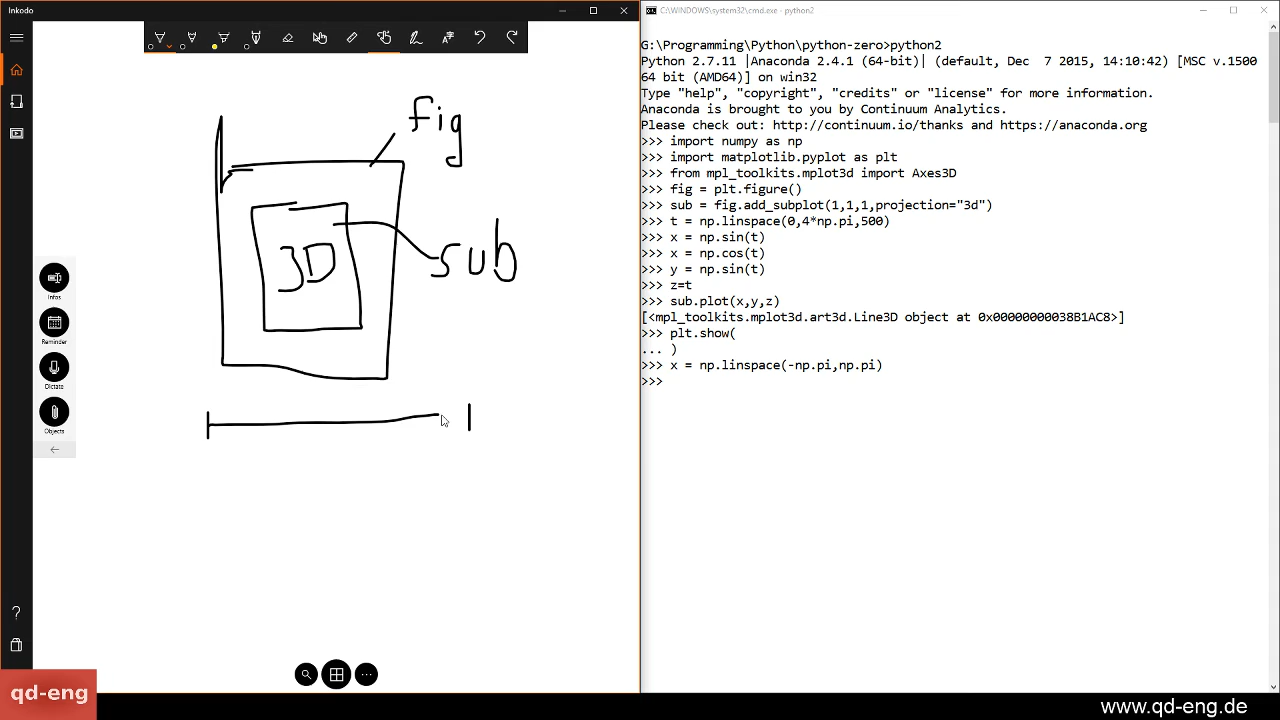 Inkodo
C:\WINDOWS\system32\cmd.exe - python2
fig
sub
3D
Infos
Reminder
Dictate
Objects
G:\Programming\Python\python-zero>python2
Python 2.7.11 |Anaconda 2.4.1 (64-bit)| (default, Dec  7 2015, 14:10:42) [MSC v.1500
64 bit (AMD64)] on win32
Type "help", "copyright", "credits" or "license" for more information.
Anaconda is brought to you by Continuum Analytics.
Please check out: http://continuum.io/thanks and https://anaconda.org
>>> import numpy as np
>>> import matplotlib.pyplot as plt
>>> from mpl_toolkits.mplot3d import Axes3D
>>> fig = plt.figure()
>>> sub = fig.add_subplot(1,1,1,projection="3d")
>>> t = np.linspace(0,4*np.pi,500)
>>> x = np.sin(t)
>>> x = np.cos(t)
>>> y = np.sin(t)
>>> z=t
>>> sub.plot(x,y,z)
[<mpl_toolkits.mplot3d.art3d.Line3D object at 0x00000000038B1AC8>]
>>> plt.show(
... )
>>> x = np.linspace(-np.pi,np.pi)
>>>
qd-eng
www.qd-eng.de